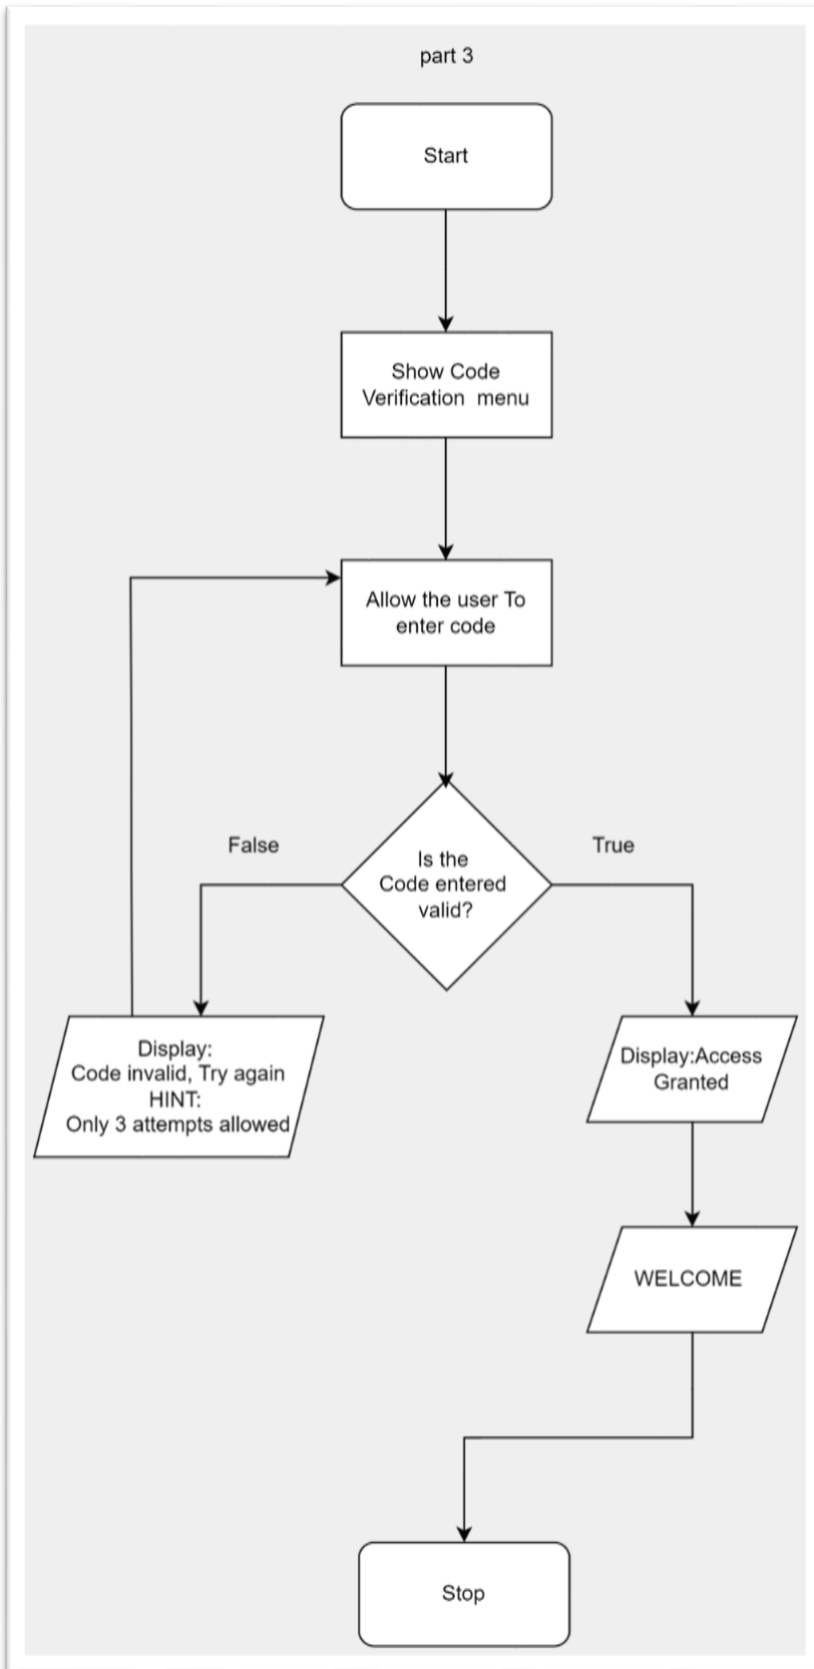 part 3
Start
Show Code
Verification menu
Allow the user To
enter code
Is the
Code entered
valid?
False
True
Display:
Code invalid, Try again
HINT:
Only 3 attempts allowed
Display:Access
Granted
WELCOME
Stop